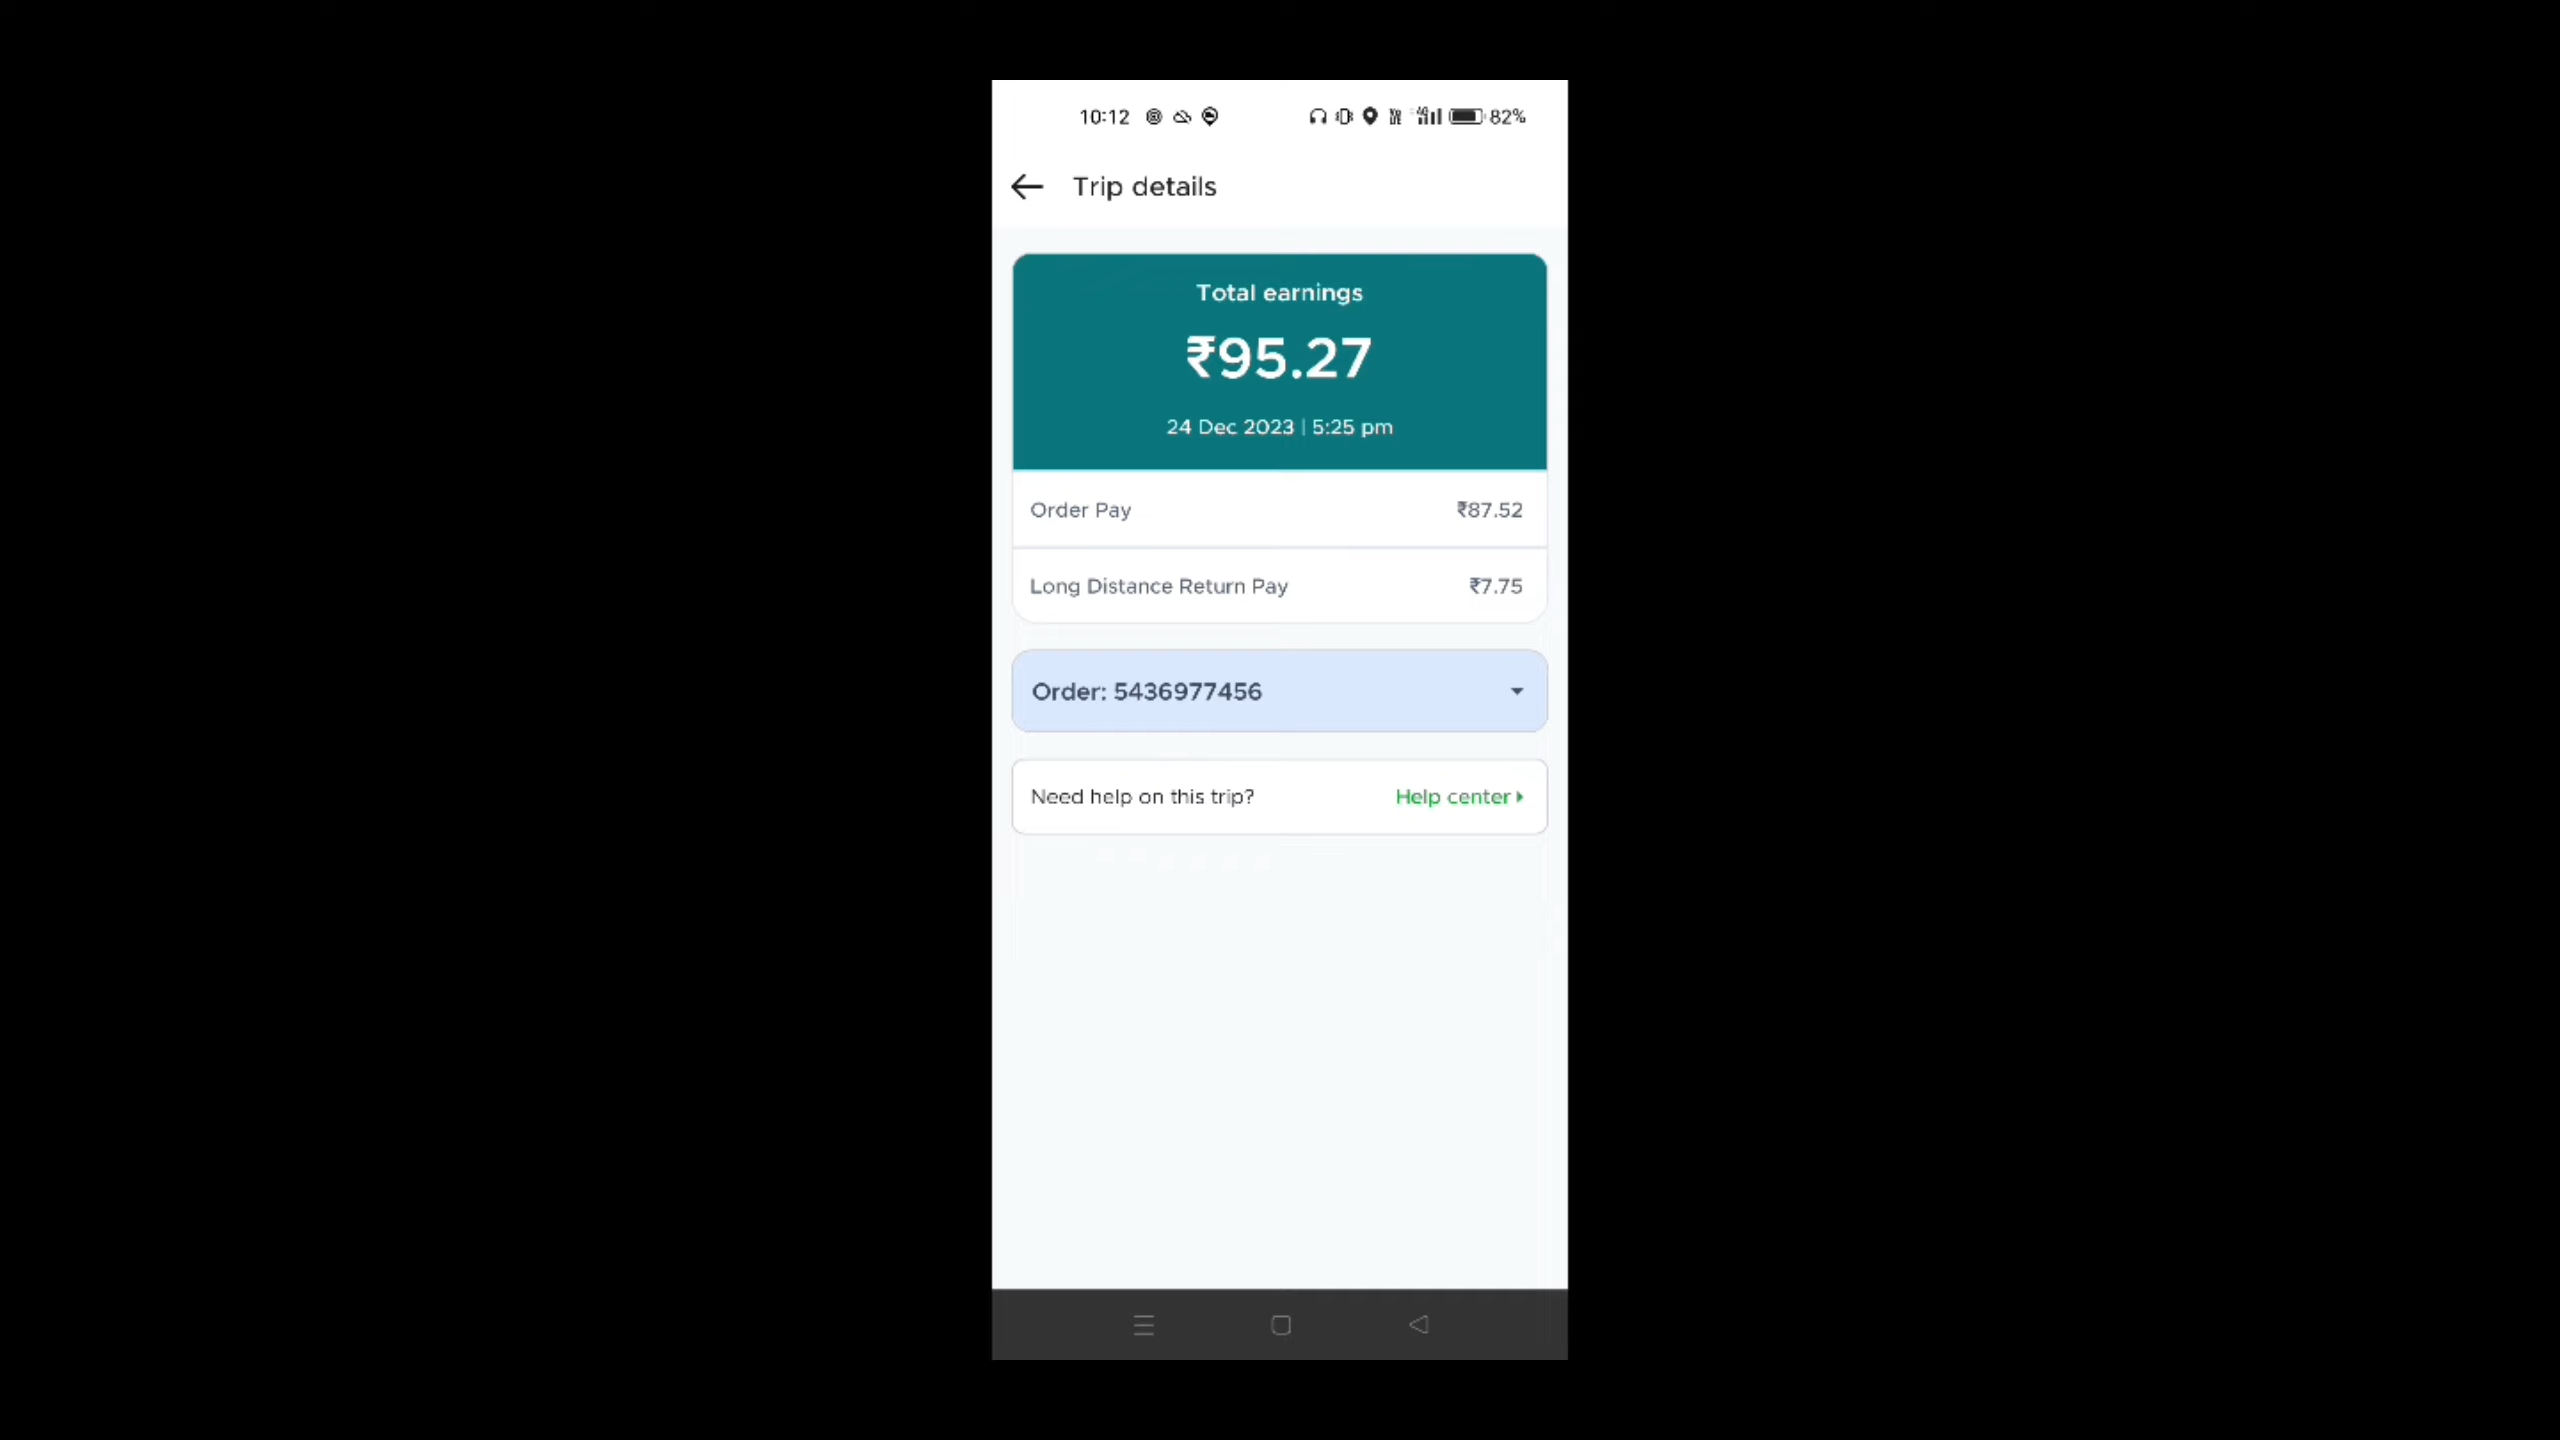 10:12 82%
Trip details
Total earnings
₹95.27
24 Dec 2023 | 5:25 pm
Order Pay ₹87.52
Long Distance Return Pay ₹7.75
Order: 5436977456
Need help on this trip? Help center